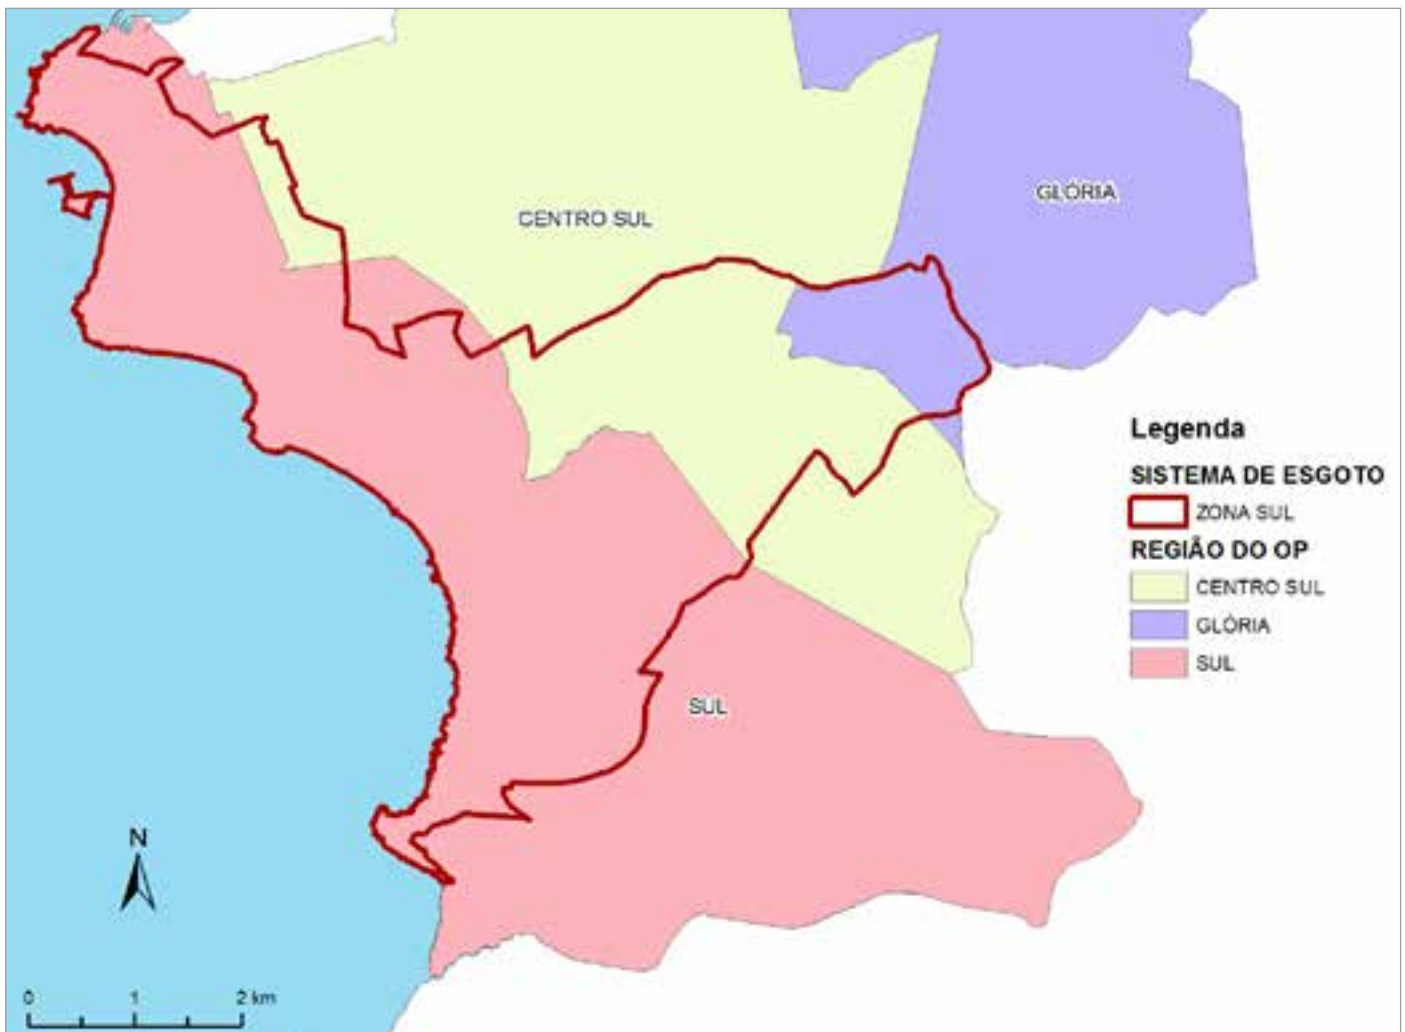 GLÓRIA
CENTRO SUL
Legenda
SISTEMA DE ESGOTO
ZONA SUL
REGIÃO DO OP
CENTRO SUL
GLÓRIA
SUL
SUL
N
0 1 2 km